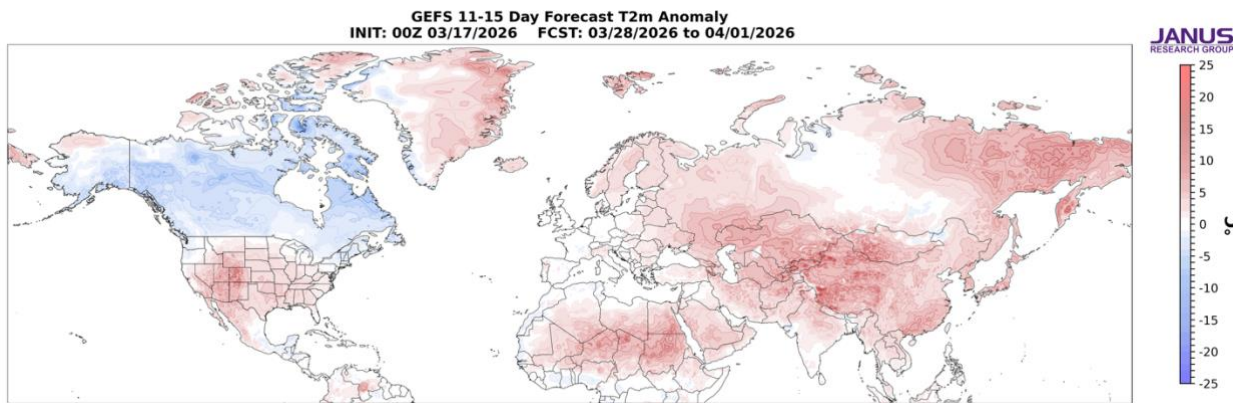 GEFS 11-15 Day Forecast T2m Anomaly
INIT: 00Z 03/17/2026 FCST: 03/28/2026 to 04/01/2026
JANUS
RESEARCH GROUP
25
20
15
10
5
0
-5
-10
-15
-20
-25
°C